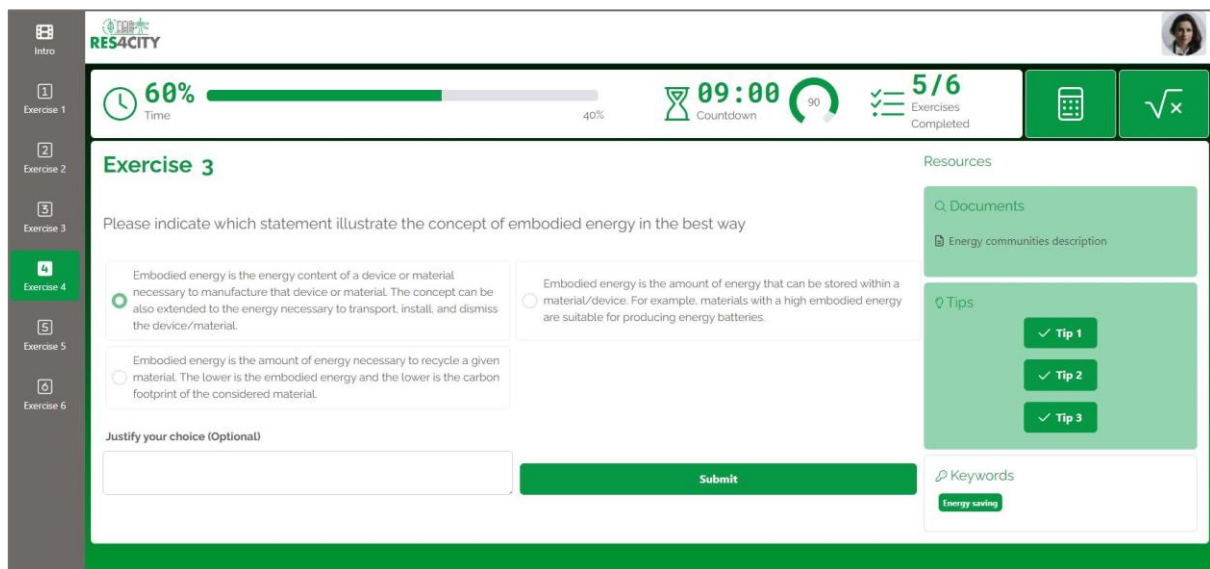 Intro
1
Exercise 1
2
Exercise 2
3
Exercise 3
4
Exercise 4
5
Exercise 5
6
Exercise 6
RES4CITY
60%
Time
40%
09:00
Countdown
90
5/6
Exercises
Completed
√x
Exercise 3
Please indicate which statement illustrate the concept of embodied energy in the best way
Embodied energy is the energy content of a device or material
necessary to manufacture that device or material. The concept can be
also extended to the energy necessary to transport, install, and dismiss
the device/material.
Embodied energy is the amount of energy that can be stored within a
material/device. For example, materials with a high embodied energy
are suitable for producing energy batteries.
Embodied energy is the amount of energy necessary to recycle a given
material. The lower is the embodied energy and the lower is the carbon
footprint of the considered material.
Justify your choice (Optional)
Submit
Resources
Documents
Energy communities description
Tips
Tip 1
Tip 2
Tip 3
Keywords
Energy saving